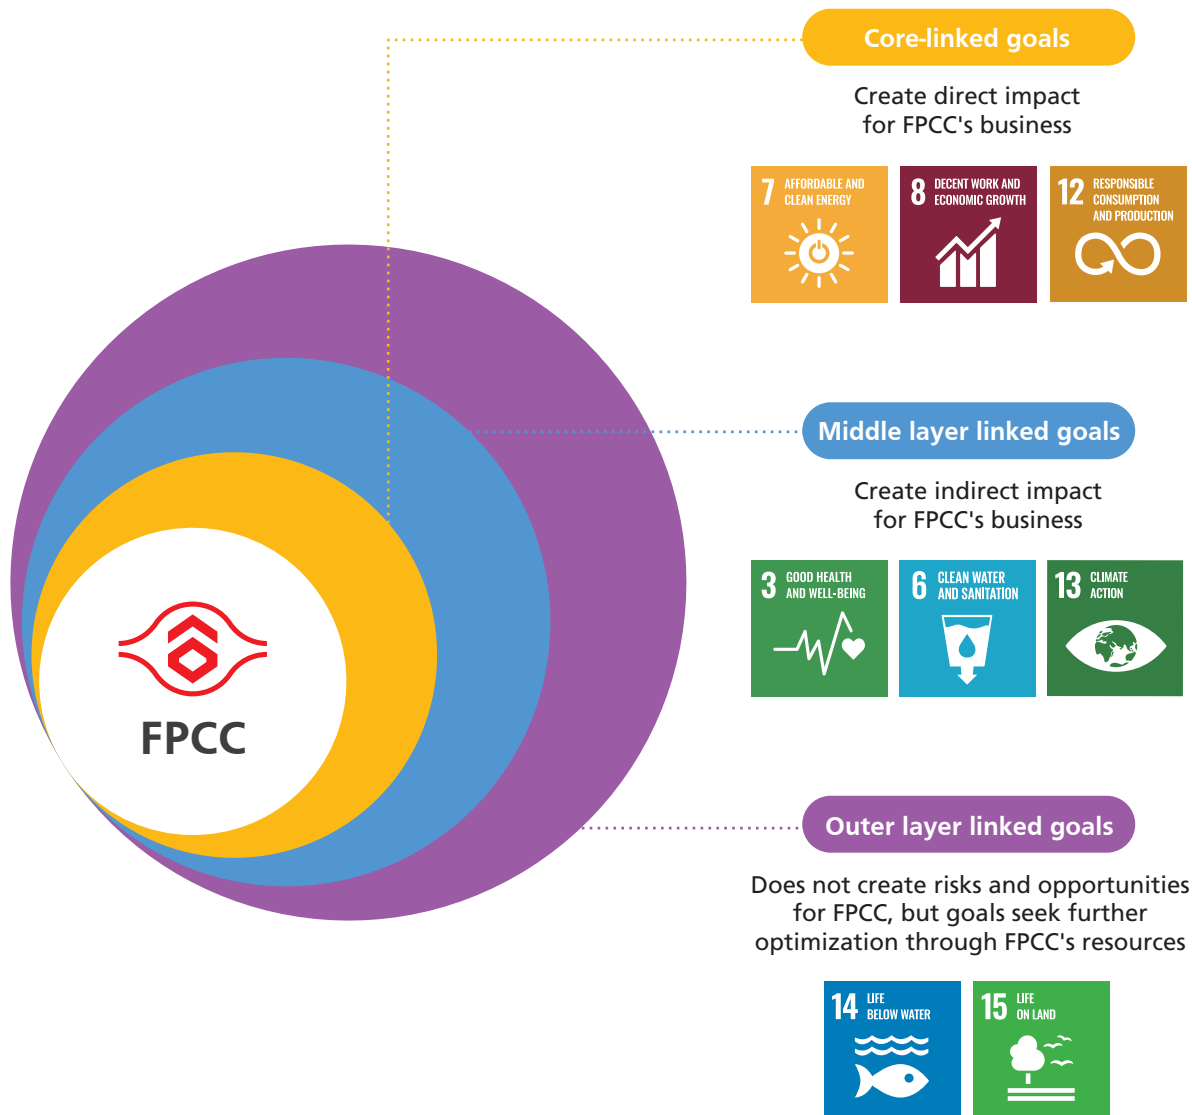 Core-linked goals
Create direct impact
for FPCC's business
7 AFFORDABLE AND
CLEAN ENERGY
8 DECENT WORK AND
ECONOMIC GROWTH
12 RESPONSIBLE
CONSUMPTION
AND PRODUCTION
Middle layer linked goals
Create indirect impact
for FPCC's business
3 GOOD HEALTH
AND WELL-BEING
6 CLEAN WATER
AND SANITATION
13 CLIMATE
ACTION
FPCC
Outer layer linked goals
Does not create risks and opportunities
for FPCC, but goals seek further
optimization through FPCC's resources
14 LIFE
BELOW WATER
15 LIFE
ON LAND